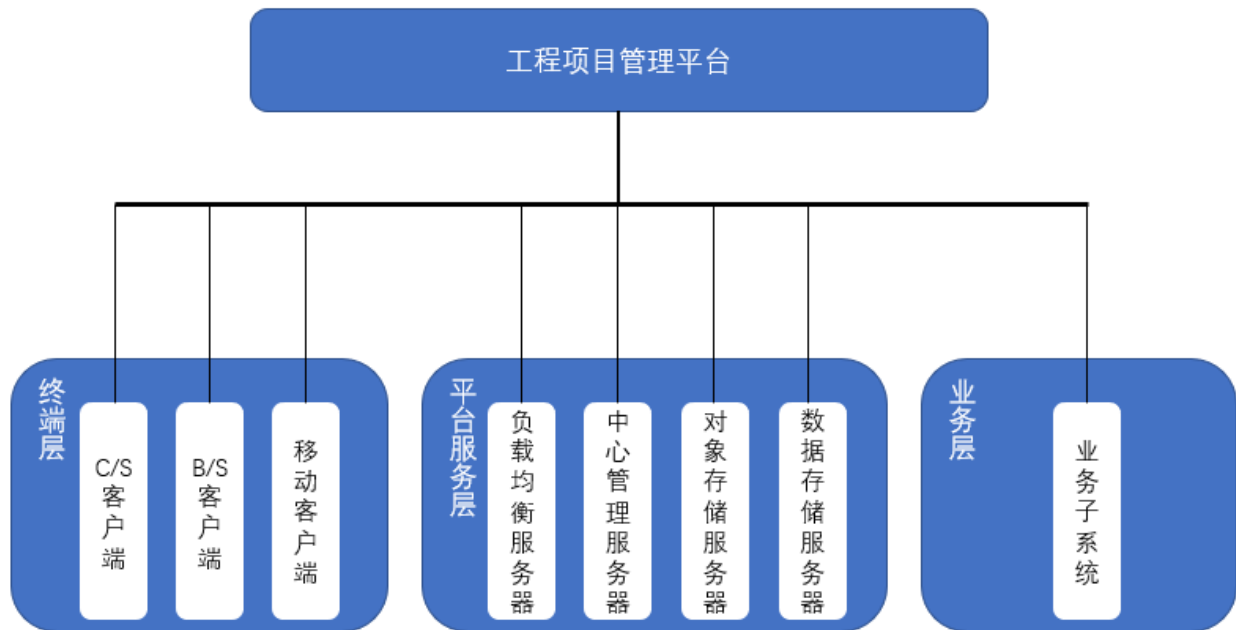 工程项目管理平台
终端层
C/S客户端
B/S客户端
移动客户端
平台服务层
负载均衡服务器
中心管理服务器
对象存储服务器
数据存储服务器
业务层
业务子系统